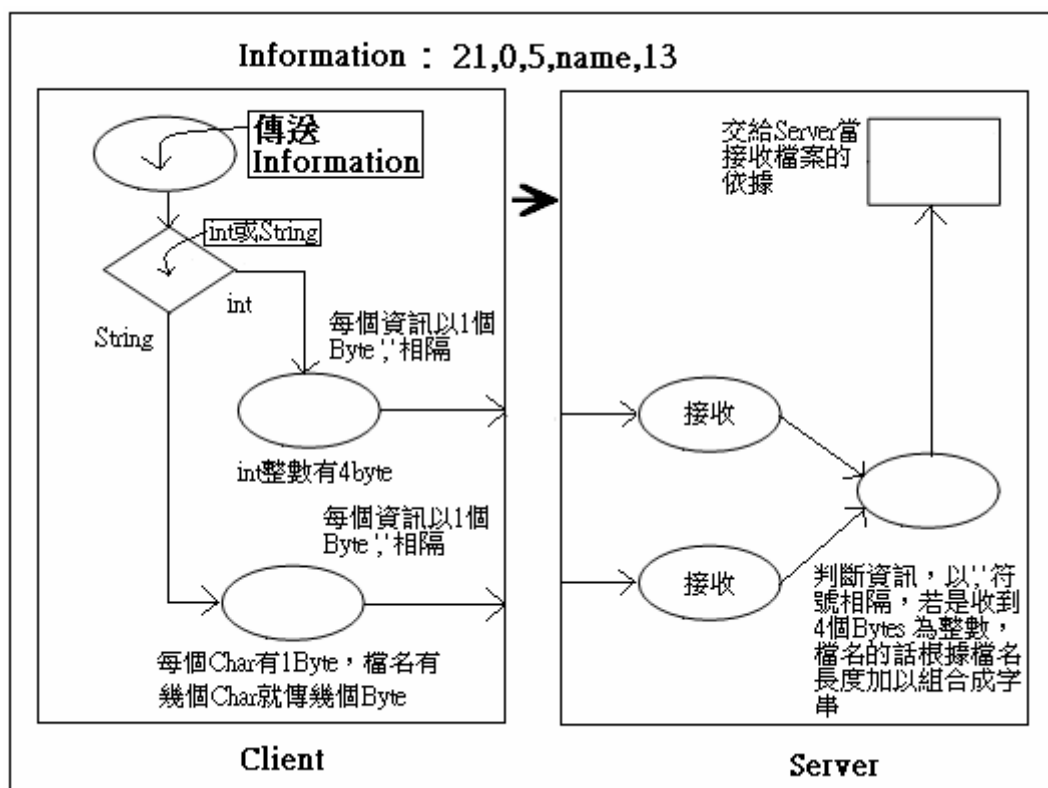 Information : 21,0,5,name,13
傳送
Information
int或String
int
String
每個資訊以1個
Byte ','相隔
int整數有4byte
每個資訊以1個
Byte ','相隔
每個Char有1Byte，檔名有
幾個Char就傳幾個Byte
Client
交給Server當
接收檔案的
依據
接收
接收
判斷資訊，以','符
號相隔，若是收到
4個Bytes 為整數，
檔名的話根據檔名
長度加以組合成字
串
Server